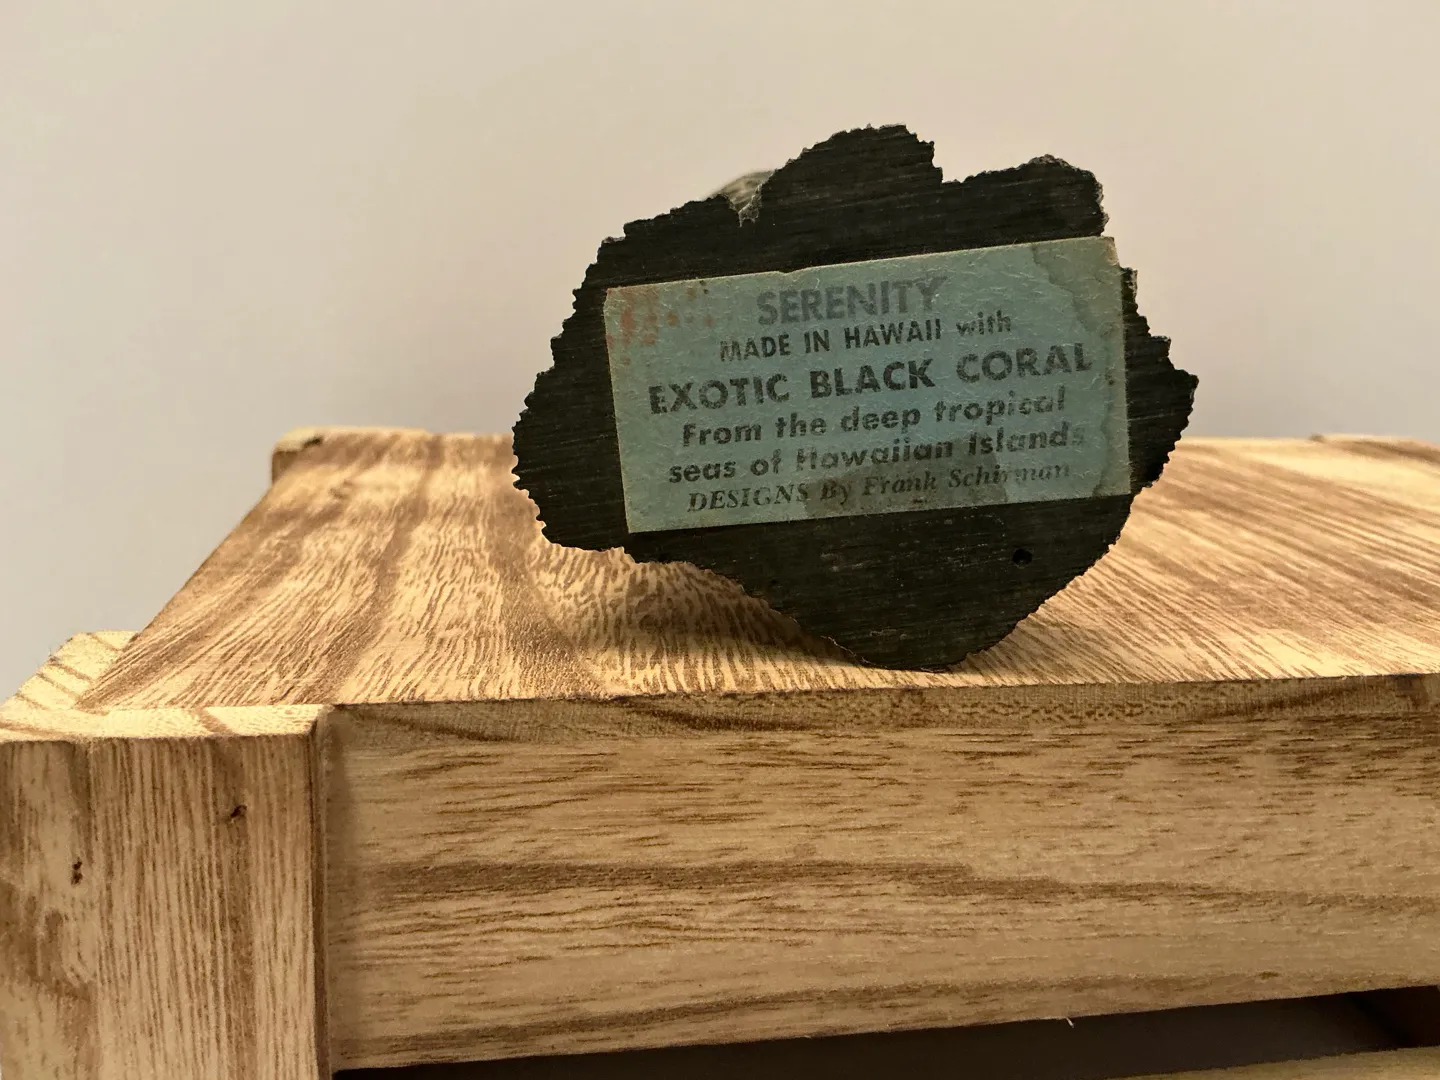 SERENITY
MADE IN HAWAII with
EXOTIC BLACK CORAL
From the deep tropical
seas of Hawaiian Islands
DESIGNS By Frank Schirman